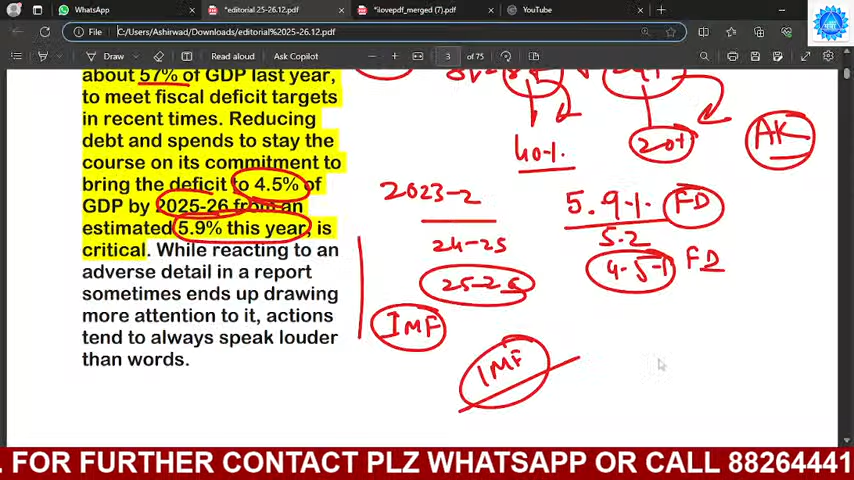 WhatsApp
*editorial 25-26.12.pdf
*ilovepdf_merged (7).pdf
YouTube
File
C:/Users/Ashirwad/Downloads/editorial%2025-26.12.pdf
Draw
Read aloud
Ask Copilot
3
of 75
about 57% of GDP last year,
to meet fiscal deficit targets
in recent times. Reducing
debt and spends to stay the
course on its commitment to
bring the deficit to 4.5% of
GDP by 2025-26 from an
estimated 5.9% this year, is
critical. While reacting to an
adverse detail in a report
sometimes ends up drawing
more attention to it, actions
tend to always speak louder
than words.
40%
20%
AK
2023-2
5.9% FD
24-25
5.2
25-26
4.5% FD
IMF
IMF
. FOR FURTHER CONTACT PLZ WHATSAPP OR CALL 88264441